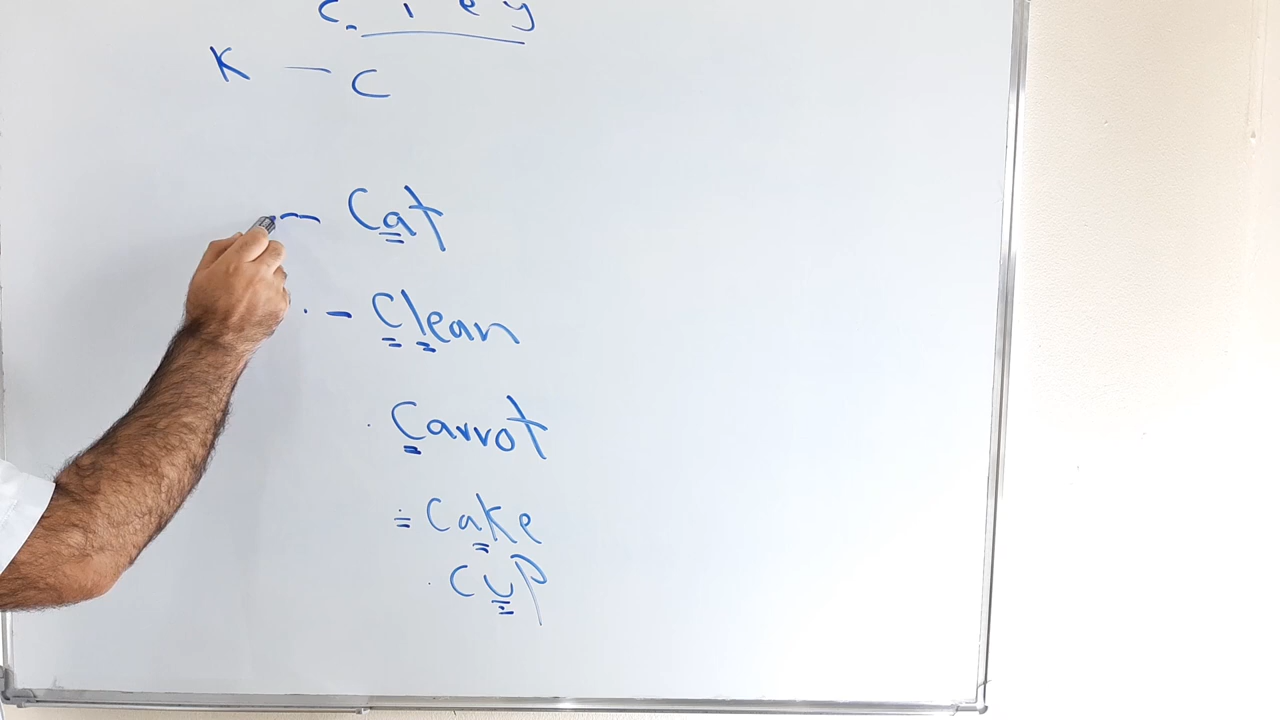 c. i e y
K — C
— Cat
- Clean
Carrot
Cake
Cup